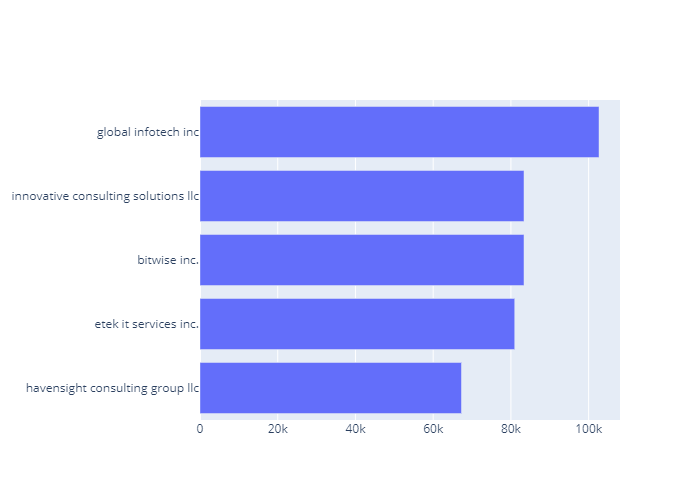 global infotech inc
innovative consulting solutions llc
bitwise inc.
etek it services inc.
havensight consulting group llc
0 20k 40k 60k 80k 100k